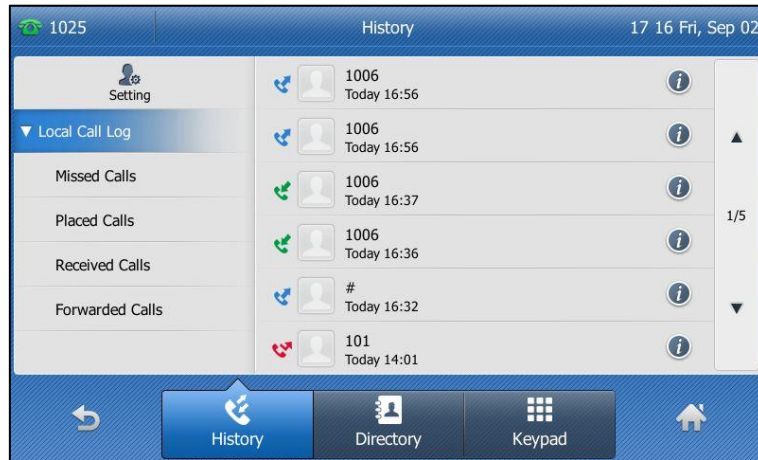 1025 History 17 16 Fri, Sep 02
Setting
▼ Local Call Log
Missed Calls
Placed Calls
Received Calls
Forwarded Calls
1006
Today 16:56
1006
Today 16:56
1006
Today 16:37
1006
Today 16:36
#
Today 16:32
101
Today 14:01
1/5
History Directory Keypad